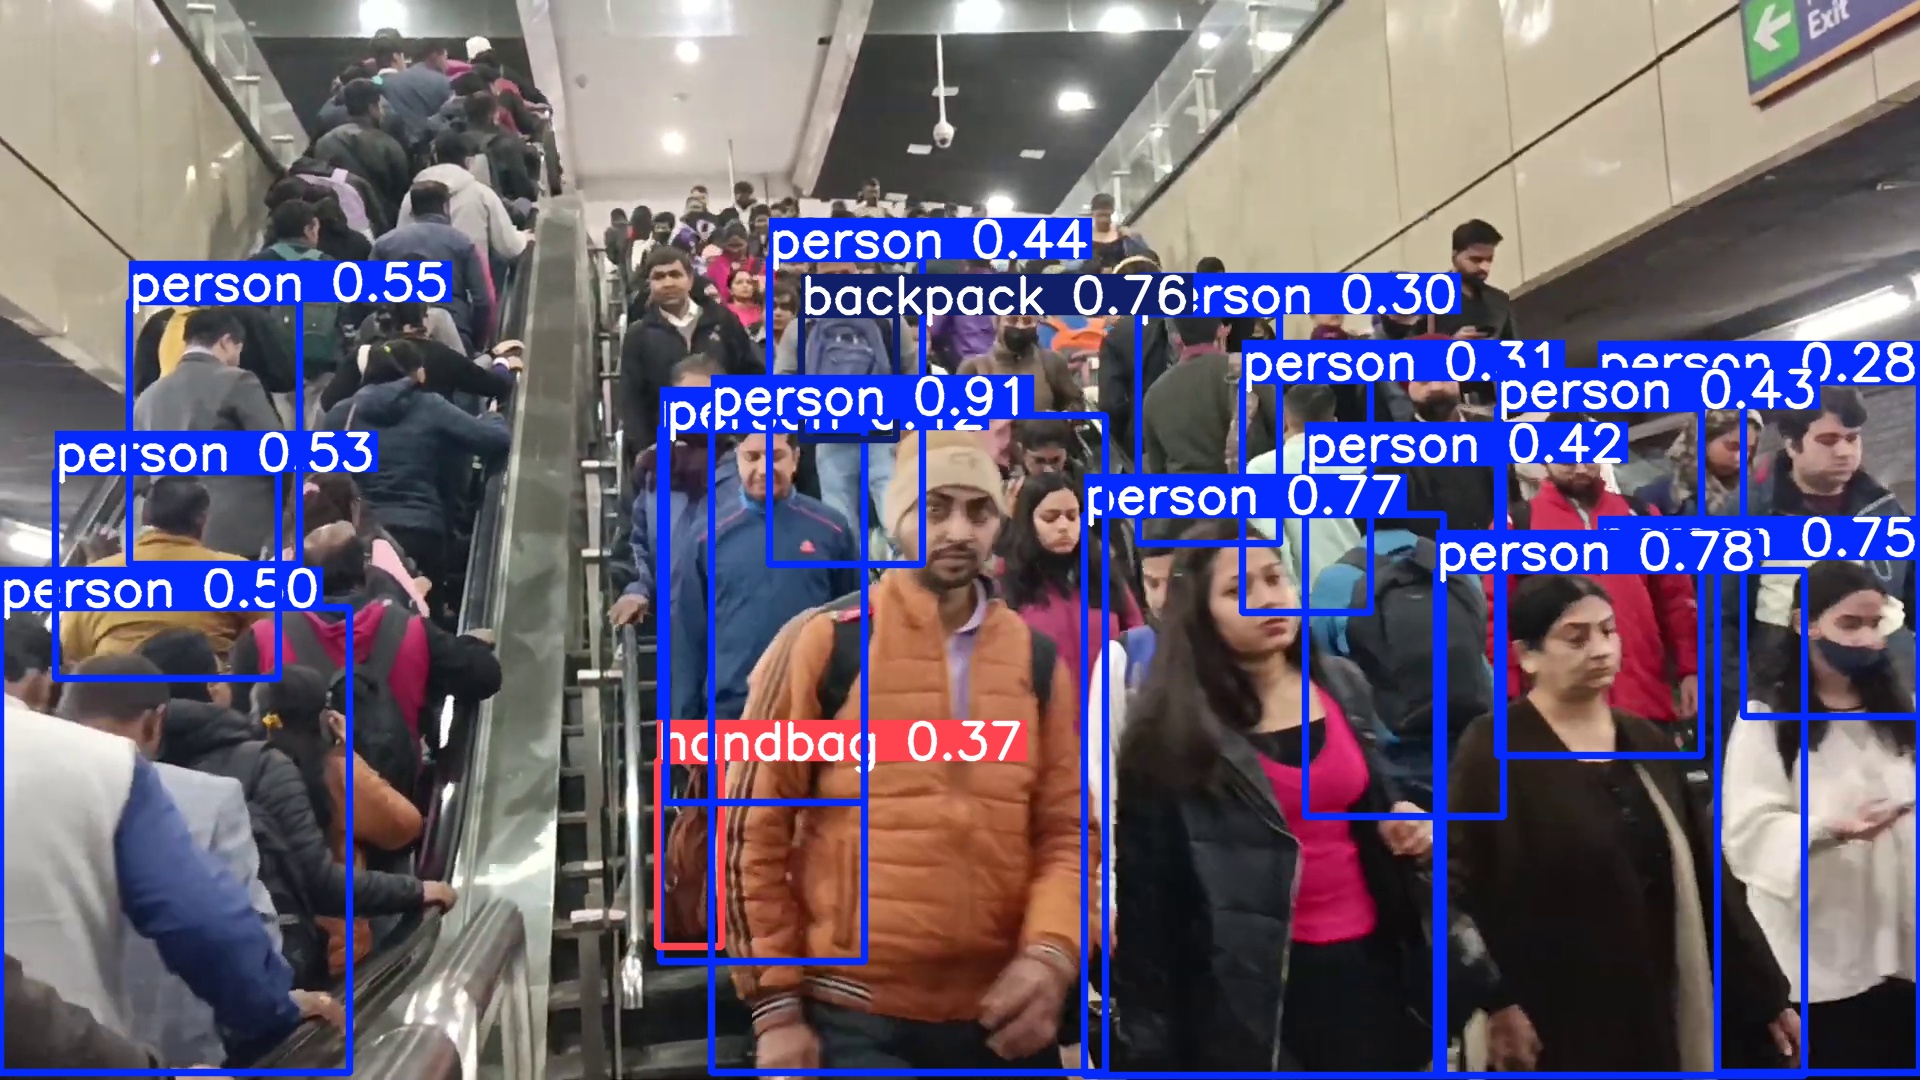 Exit
person 0.44
person 0.55
backpack 0.76
erson 0.30
person 0.31
person 0.28
person 0.43
person 0.91
person 0.42
person 0.53
person 0.77
0.75
person 0.78
person 0.50
handbag 0.37